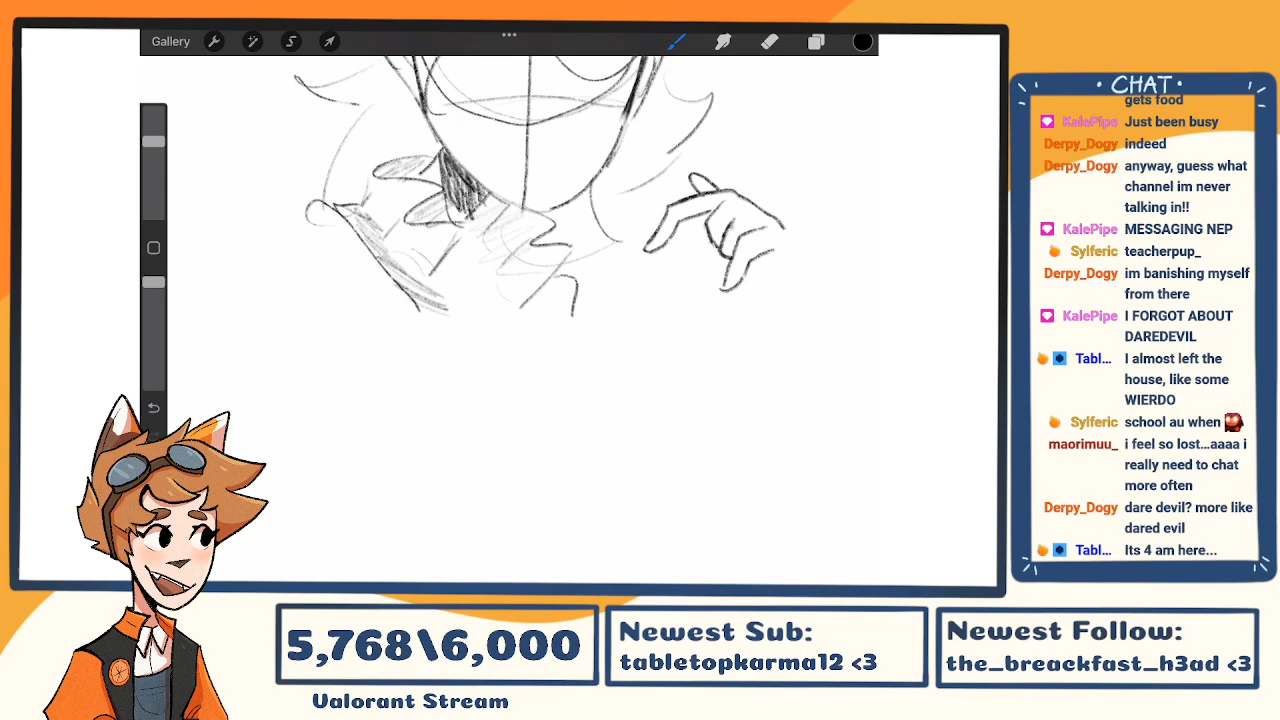 Gallery
• CHAT •
gets food
KalePipe Just been busy
Derpy_Dogy indeed
Derpy_Dogy anyway, guess what
channel im never
talking in!!
KalePipe MESSAGING NEP
Sylferic teacherpup_
Derpy_Dogy im banishing myself
from there
KalePipe I FORGOT ABOUT
DAREDEVIL
Tabl... I almost left the
house, like some
WIERDO
Sylferic school au when
maorimuu_ i feel so lost...aaaa i
really need to chat
more often
Derpy_Dogy dare devil? more like
dared evil
Tabl... Its 4 am here...
5,768\6,000
Valorant Stream
Newest Sub:
tabletopkarma12 <3
Newest Follow:
the_breackfast_h3ad <3